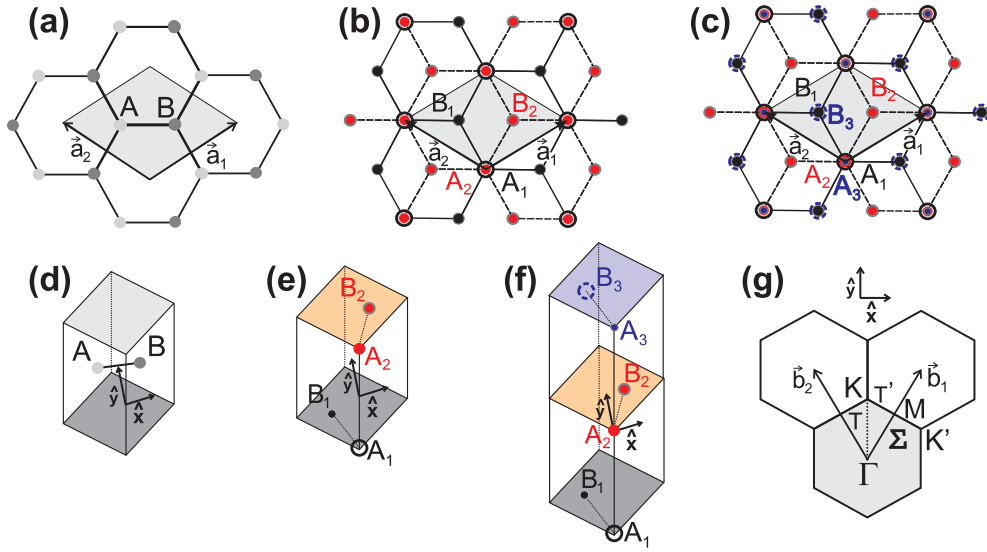 (a)
A B
a⃗₂ a⃗₁
(b)
B₁ B₂
a⃗₂ a⃗₁
A₂ A₁
(c)
B₁ B₂
B₃
a⃗₂ a⃗₁
A₂ A₁
A₃
(d)
A B
ŷ x̂
(e)
B₂
A₂
ŷ
B₁ x̂
A₁
(f)
B₃
A₃
B₂
ŷ
A₂ x̂
B₁
A₁
(g)
ŷ
x̂
b⃗₂ b⃗₁
K T'
T M
Σ K'
Γ